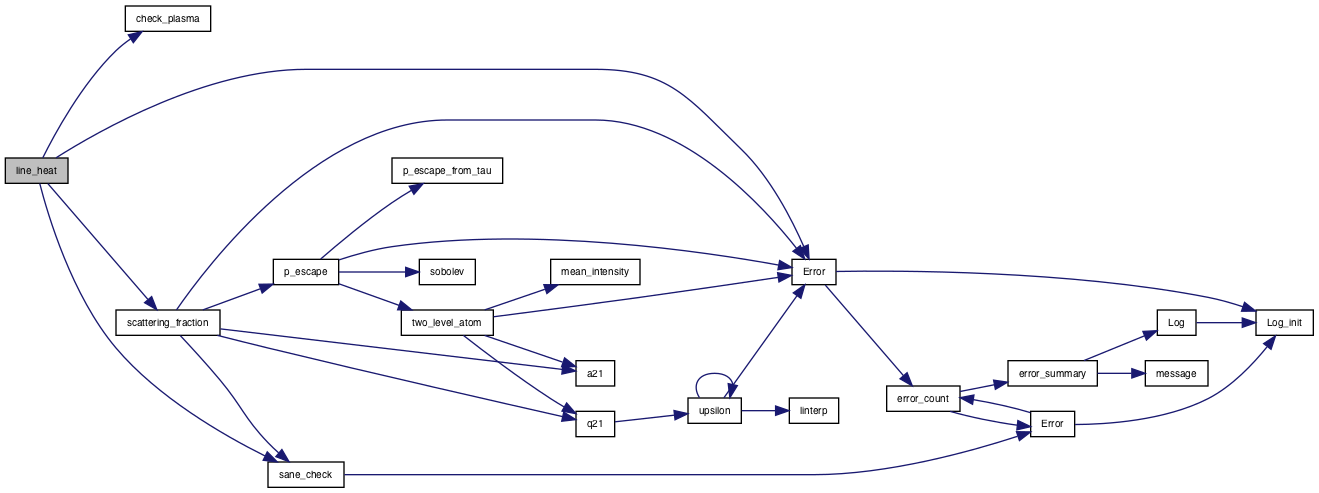 check_plasma
line_heat
p_escape_from_tau
p_escape
sobolev
mean_intensity
Error
scattering_fraction
two_level_atom
Log
Log_init
a21
error_summary
message
error_count
upsilon
linterp
q21
Error
sane_check